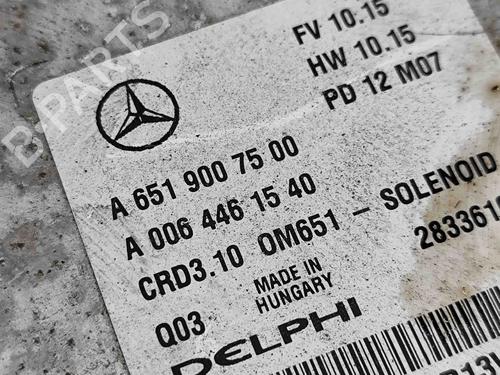 FV 10.15
HW 10.15
PD 12 M07
A 651 900 75 00
A 006 446 15 40
CRD3.10 OM651 - SOLENOID
Q03
MADE IN
HUNGARY
DELPHI
B-PARTS